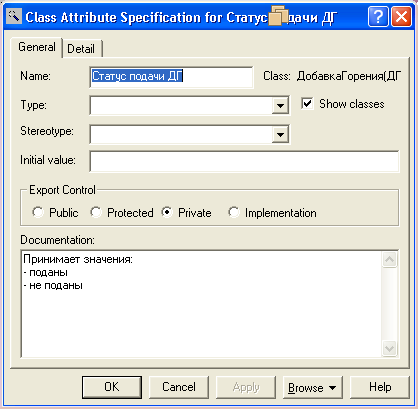 Class Attribute Specification for Статус подачи ДГ
General
Detail
Name:
Статус подачи ДГ
Class: ДобавкаГорения(ДГ
Type:
Show classes
Stereotype:
Initial value:
Export Control
Public
Protected
Private
Implementation
Documentation:
Принимает значения:
- поданы
- не поданы
OK
Cancel
Apply
Browse
Help